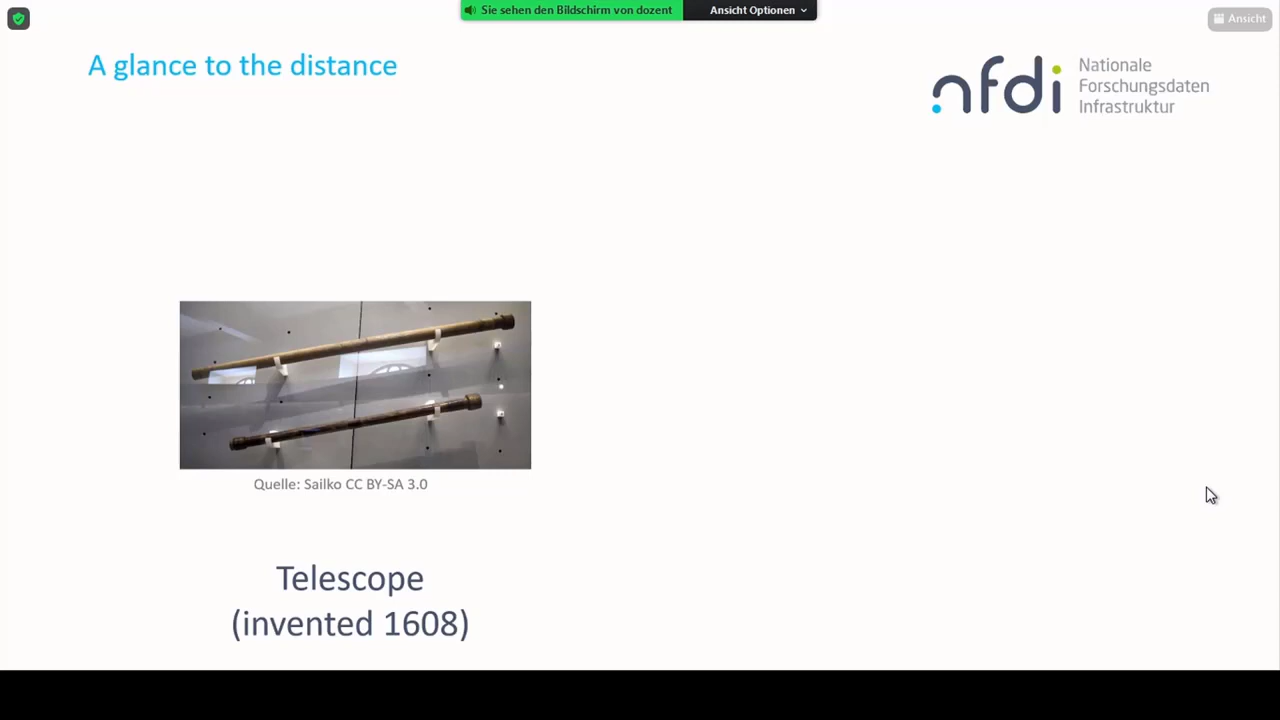 Sie sehen den Bildschirm von dozent
Ansicht Optionen
Ansicht
A glance to the distance
nfdi
Nationale
Forschungsdaten
Infrastruktur
Quelle: Sailko CC BY-SA 3.0
Telescope
(invented 1608)